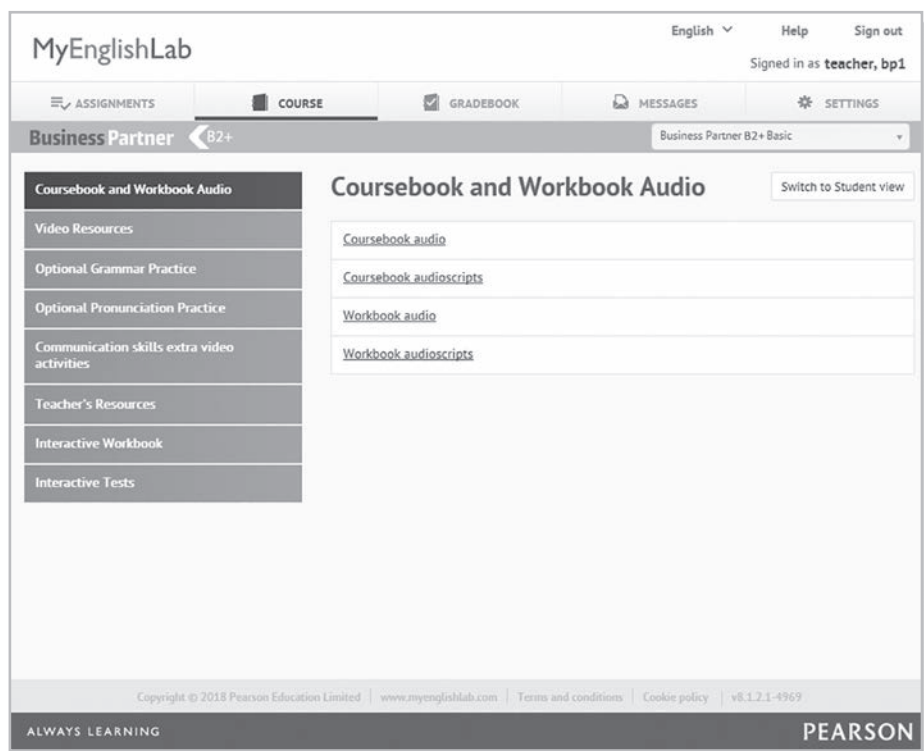 English Help Sign out
MyEnglishLab
Signed in as teacher, bp1
ASSIGNMENTS COURSE GRADEBOOK MESSAGES SETTINGS
Business Partner B2+ Business Partner B2+ Basic
Coursebook and Workbook Audio
Video Resources
Optional Grammar Practice
Optional Pronunciation Practice
Communication skills extra video
activities
Teacher's Resources
Interactive Workbook
Interactive Tests
Coursebook and Workbook Audio
Switch to Student view
Coursebook audio
Coursebook audioscripts
Workbook audio
Workbook audioscripts
Copyright © 2018 Pearson Education Limited | www.myenglishlab.com | Terms and conditions | Cookie policy | v8.1.2.1-4969
ALWAYS LEARNING PEARSON